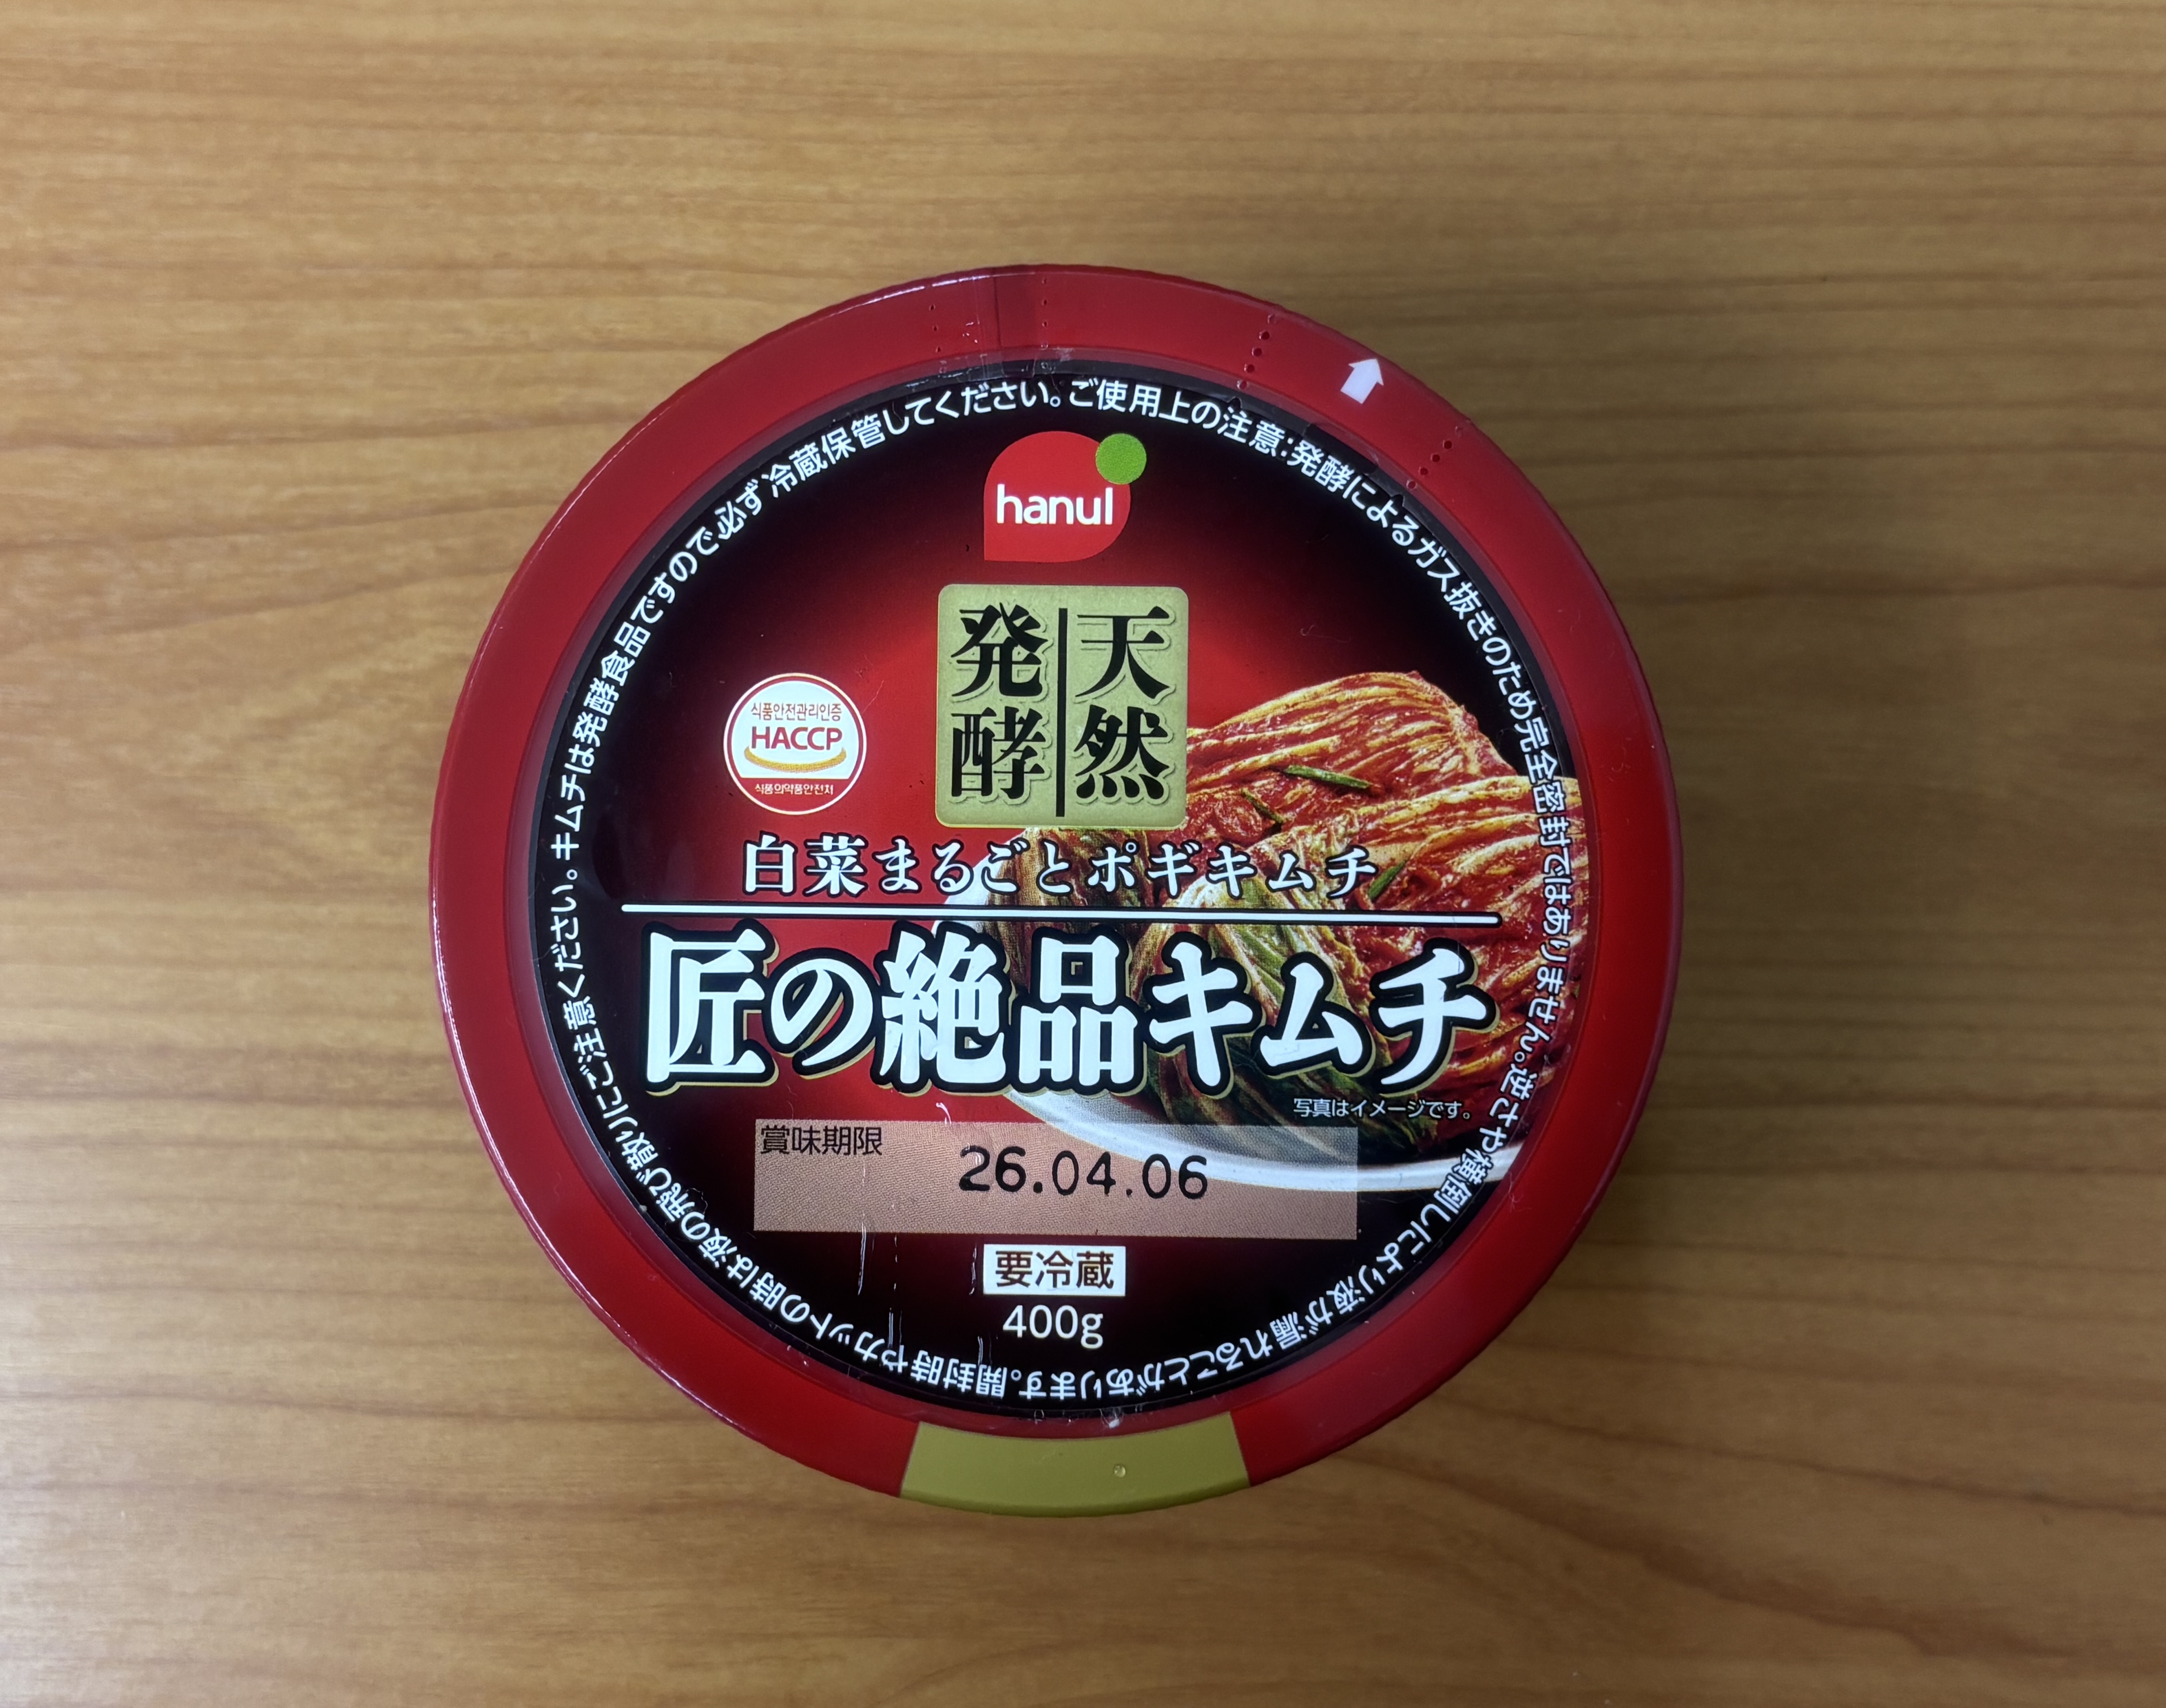 キムチは発酵食品ですので必ず冷蔵保管してください。ご使用上の注意:発酵によるガス抜きのため完全密封ではありません。逆さや横倒しにより液が漏れることがあります。開封時やカットの時は液の飛び散りにご注意ください。
hanul
天然
発酵
식품안전관리인증
HACCP
식품의약품안전처
白菜まるごとポギキムチ
匠の絶品キムチ
写真はイメージです。
賞味期限
26.04.06
要冷蔵
400g